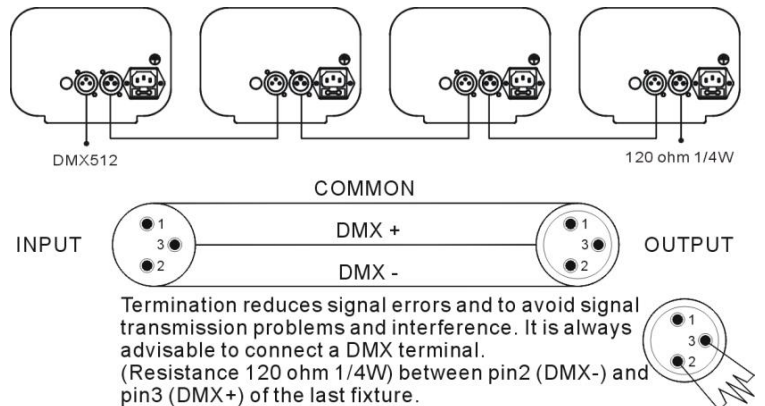 DMX512
120 ohm 1/4W
COMMON
INPUT
1
3
2
DMX +
DMX -
1
3
2
OUTPUT
Termination reduces signal errors and to avoid signal
transmission problems and interference. It is always
advisable to connect a DMX terminal.
(Resistance 120 ohm 1/4W) between pin2 (DMX-) and
pin3 (DMX+) of the last fixture.
1
3
2